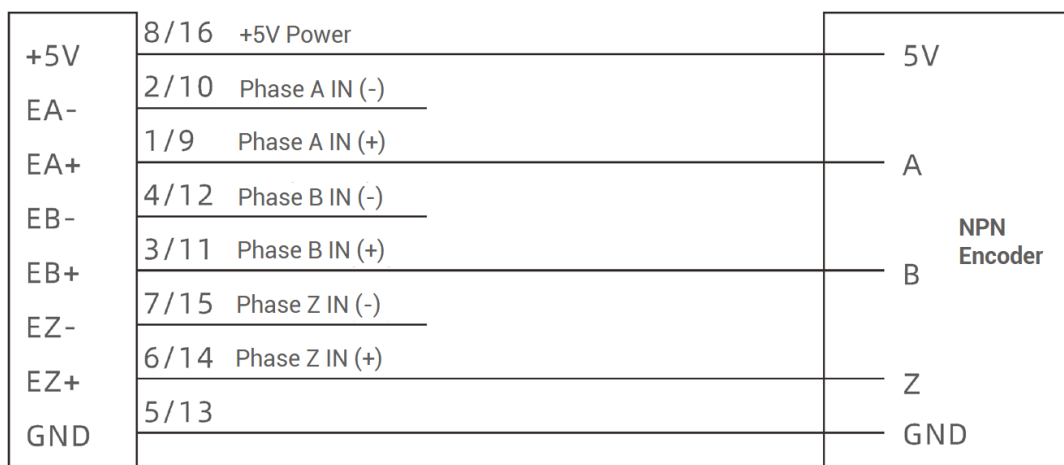 8/16 +5V Power
+5V
5V
2/10 Phase A IN (-)
EA-
1/9 Phase A IN (+)
EA+
A
4/12 Phase B IN (-)
EB-
NPN
Encoder
3/11 Phase B IN (+)
EB+
B
7/15 Phase Z IN (-)
EZ-
6/14 Phase Z IN (+)
EZ+
Z
5/13
GND
GND